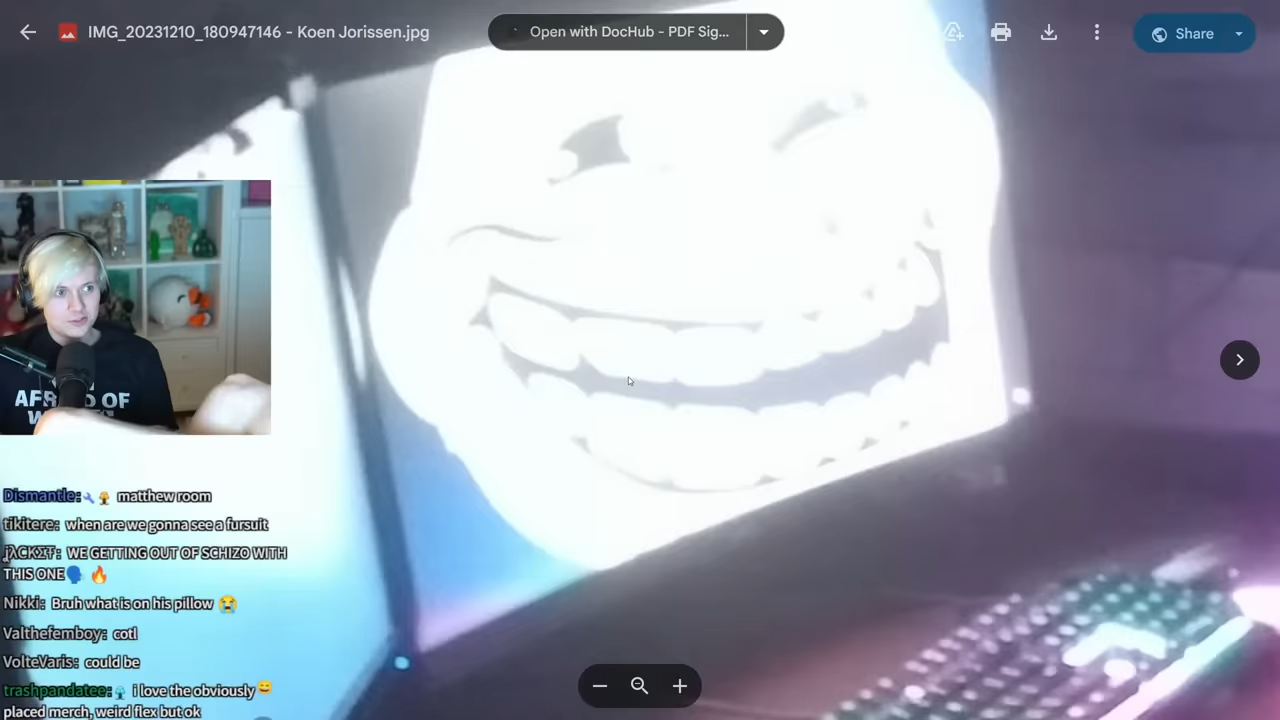 IMG_20231210_180947146 - Koen Jorissen.jpg
Open with DocHub - PDF Sig...
Share
AFRAID OF
Dismantle: matthew room
tikitere: when are we gonna see a fursuit
WE GETTING OUT OF SCHIZO WITH
THIS ONE🗣️ 🔥
Nikki: Bruh what is on his pillow 😭
Valthefemboy: cotl
VolteVaris: could be
trashpandatee: i love the obviously😄
placed merch, weird flex but ok